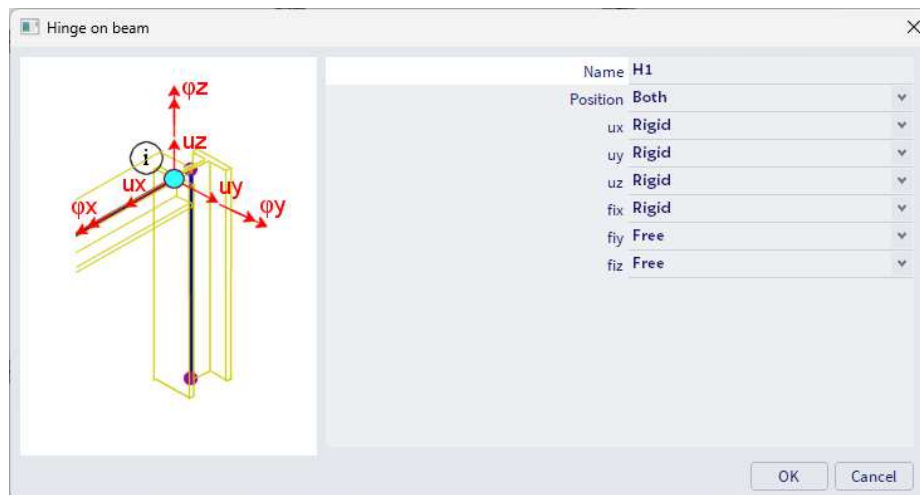 Hinge on beam
φz
uz
i
ux
uy
φx
φy
Name H1
Position Both
ux Rigid
uy Rigid
uz Rigid
fix Rigid
fiy Free
fiz Free
OK Cancel